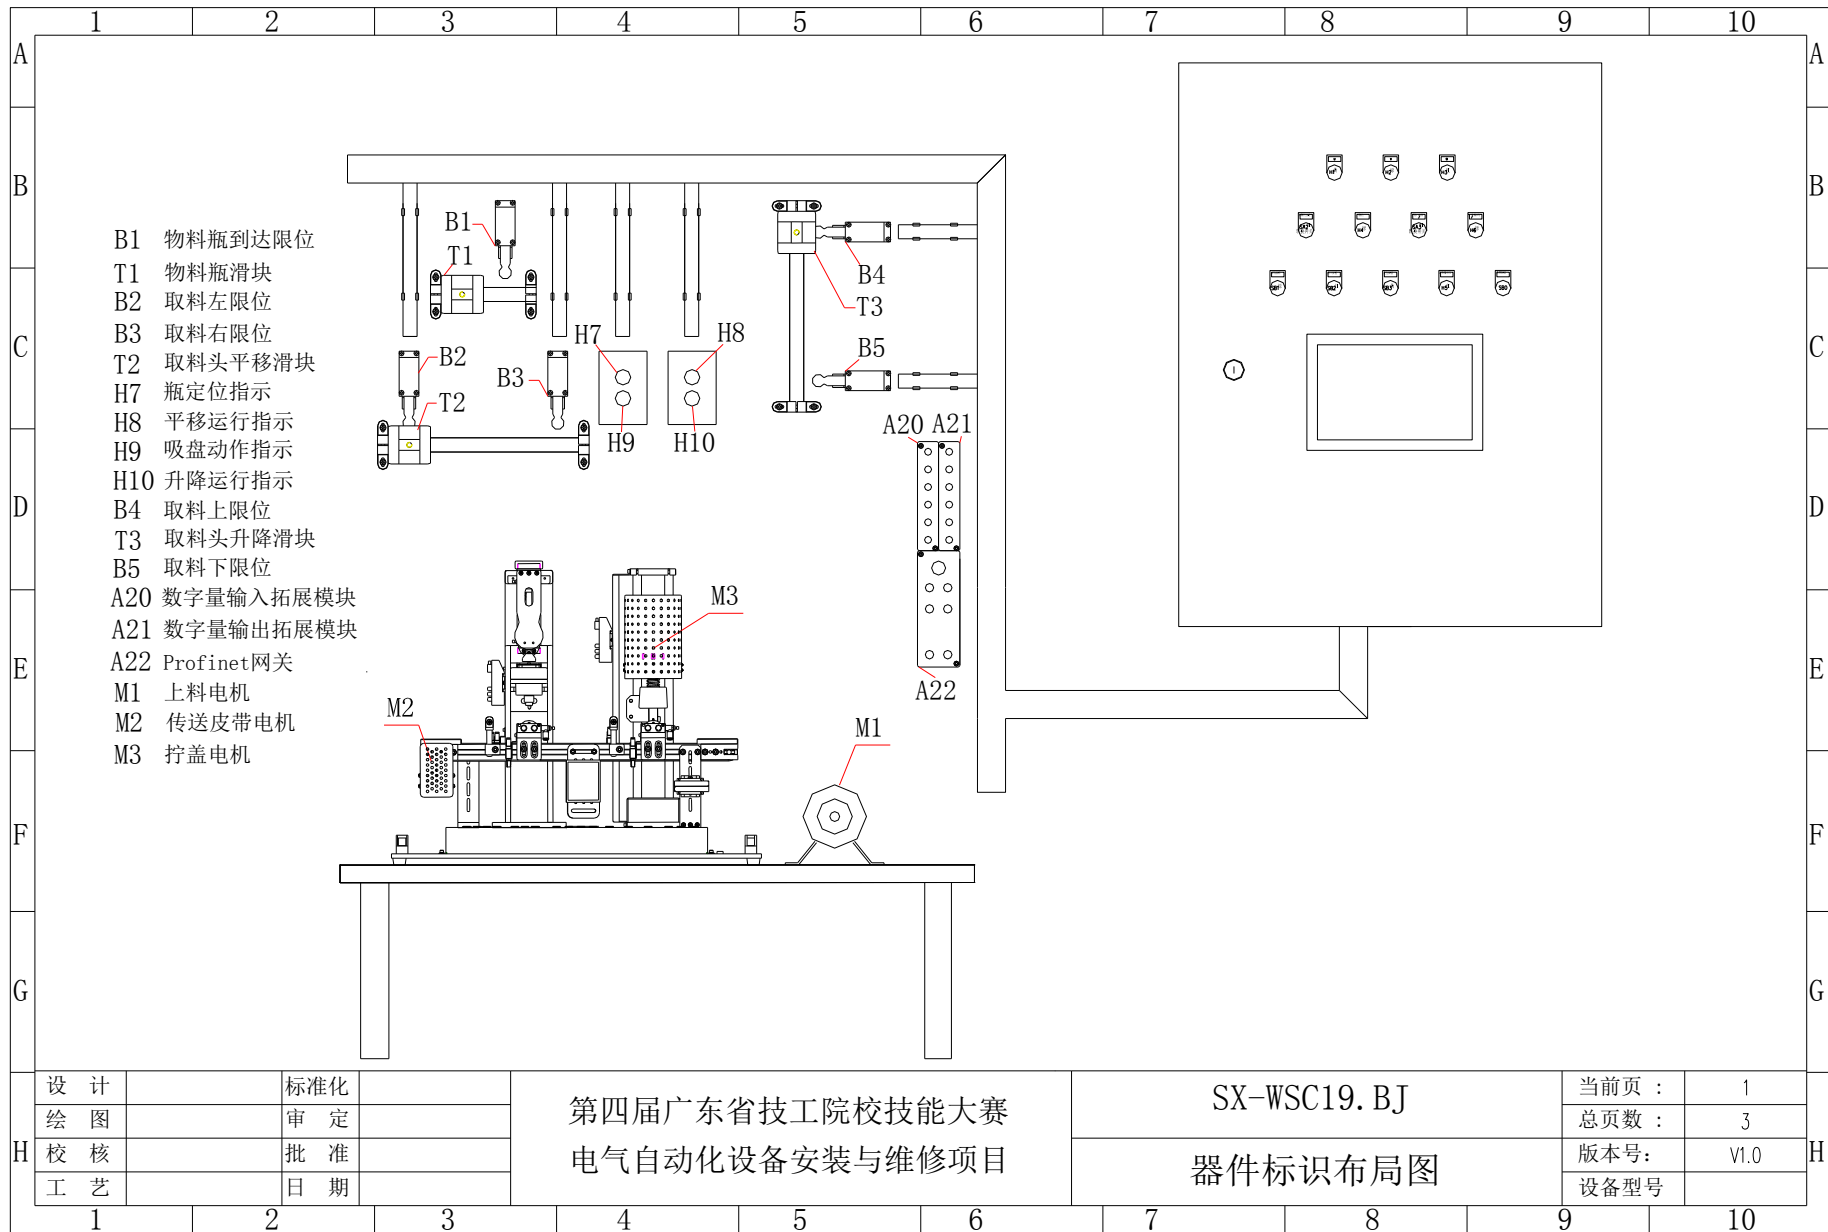 1 2 3 4 5 6 7 8 9 10
A A
B B
C C
D D
E E
F F
G G
H H
B1 物料瓶到达限位
T1 物料瓶滑块
B2 取料左限位
B3 取料右限位
T2 取料头平移滑块
H7 瓶定位指示
H8 平移运行指示
H9 吸盘动作指示
H10 升降运行指示
B4 取料上限位
T3 取料头升降滑块
B5 取料下限位
A20 数字量输入拓展模块
A21 数字量输出拓展模块
A22 Profinet网关
M1 上料电机
M2 传送皮带电机
M3 拧盖电机
B1
T1
B2
T2
B3
H7
H8
H9
H10
B4
T3
B5
A20 A21
A22
M3
M2
M1
设 计 标准化
绘 图 审 定
校 核 批 准
工 艺 日 期
第四届广东省技工院校技能大赛
电气自动化设备安装与维修项目
SX-WSC19.BJ
器件标识布局图
当前页 : 1
总页数 : 3
版本号: V1.0
设备型号
1 2 3 4 5 6 7 8 9 10